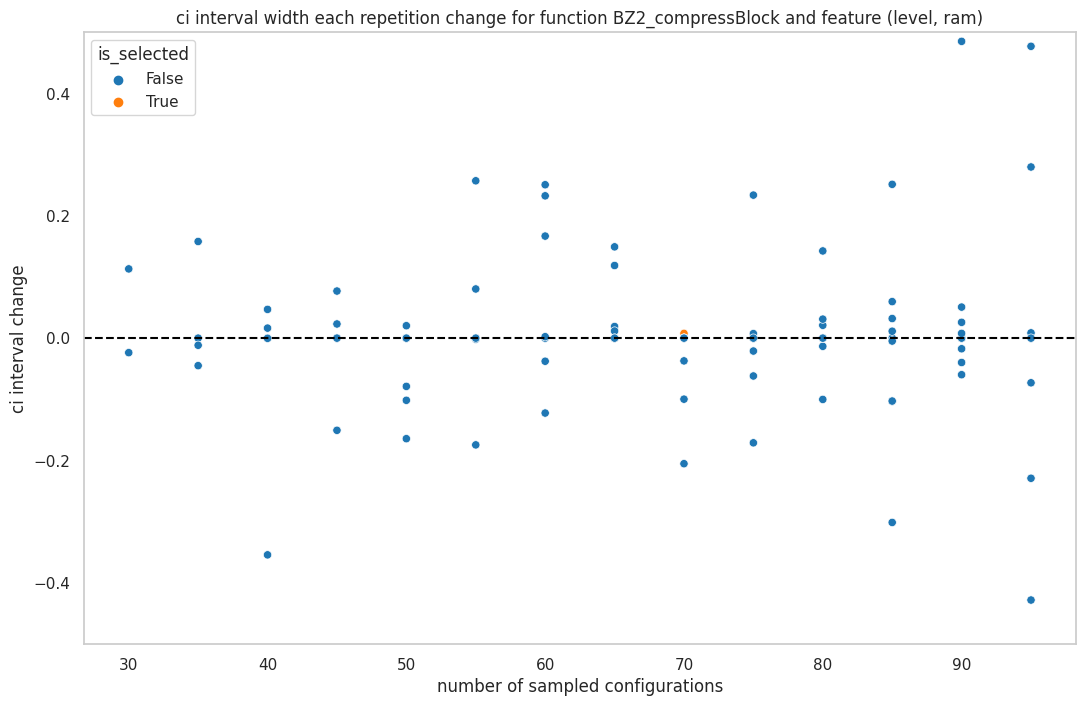 ci interval width each repetition change for function BZ2_compressBlock and feature (level, ram)
is_selected
False
True
ci interval change
0.4
0.2
0.0
−0.2
−0.4
30 40 50 60 70 80 90
number of sampled configurations